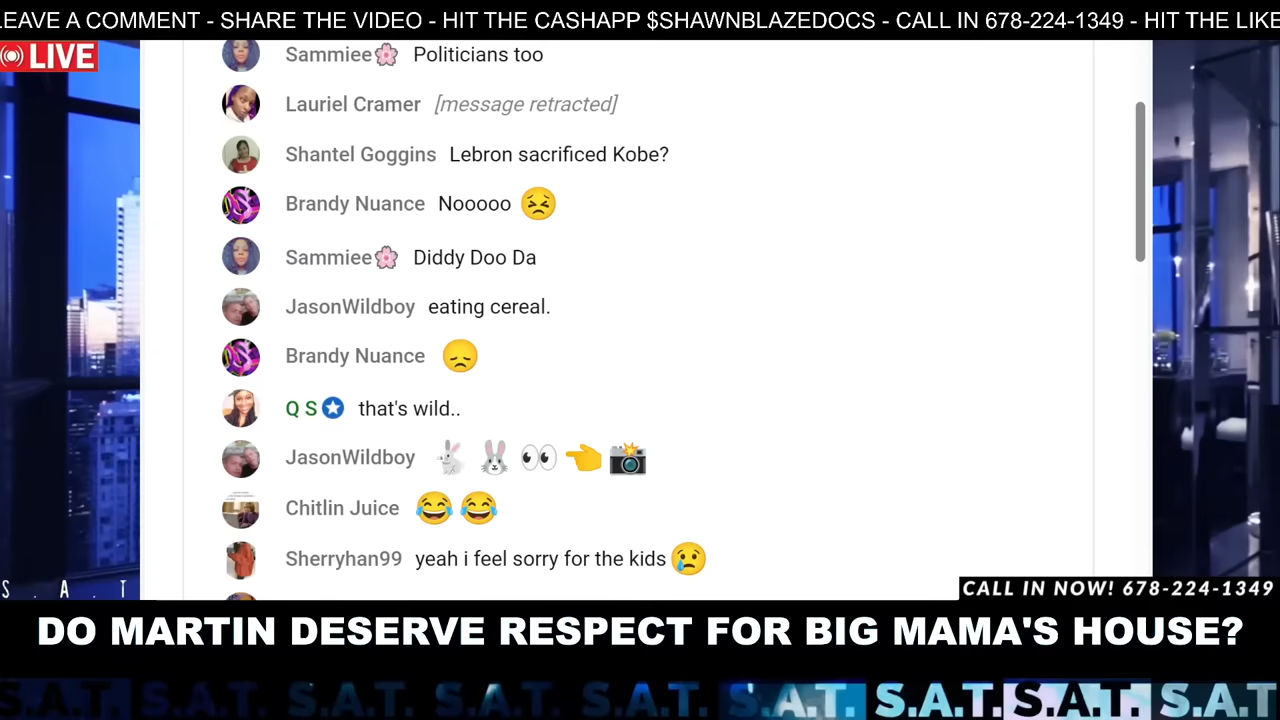 LEAVE A COMMENT - SHARE THE VIDEO - HIT THE CASHAPP $SHAWNBLAZEDOCS - CALL IN 678-224-1349 - HIT THE LIKE
LIVE
Sammiee🌸 Politicians too
Lauriel Cramer [message retracted]
Shantel Goggins Lebron sacrificed Kobe?
Brandy Nuance Nooooo 😣
Sammiee🌸 Diddy Doo Da
JasonWildboy eating cereal.
Brandy Nuance 😞
Q S that's wild..
JasonWildboy 🐇 🐰 👀 👈 📸
Chitlin Juice 😂 😂
Sherryhan99 yeah i feel sorry for the kids 😢
S. A. T
CALL IN NOW! 678-224-1349
DO MARTIN DESERVE RESPECT FOR BIG MAMA'S HOUSE?
S.A.T. S.A.T. S.A.T. S.A.T. S.A.T. S.A.T. S.A.T. S.A.T. S.A.T